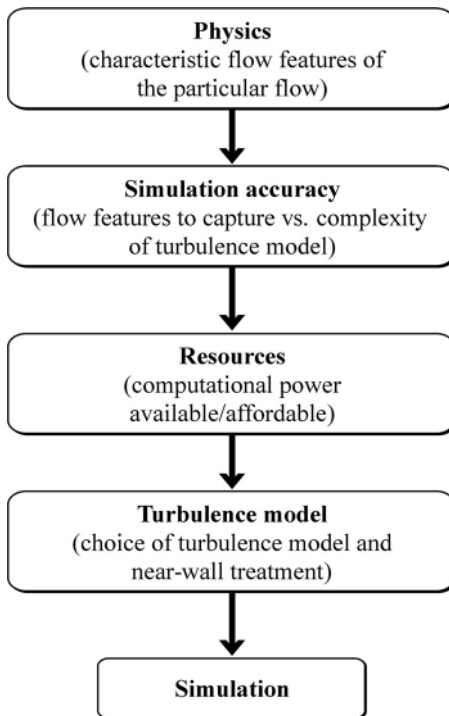 Physics
(characteristic flow features of
the particular flow)
Simulation accuracy
(flow features to capture vs. complexity
of turbulence model)
Resources
(computational power
available/affordable)
Turbulence model
(choice of turbulence model and
near-wall treatment)
Simulation